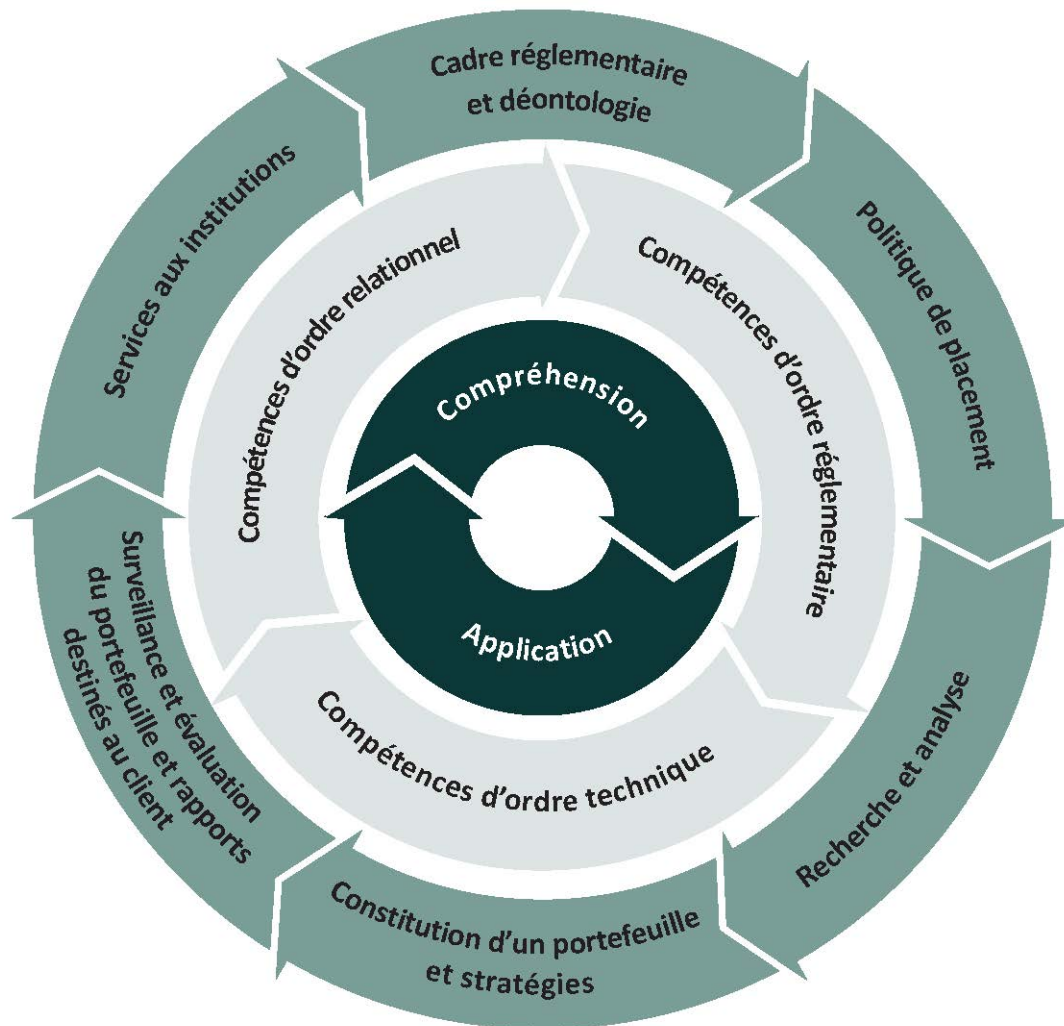 Cadre réglementaire
et déontologie
Politique de placement
Recherche et analyse
Constitution d'un portefeuille
et stratégies
Surveillance et évaluation
du portefeuille et rapports
destinés au client
Services aux institutions
Compétences d'ordre réglementaire
Compétences d'ordre technique
Compétences d'ordre relationnel
Compréhension
Application